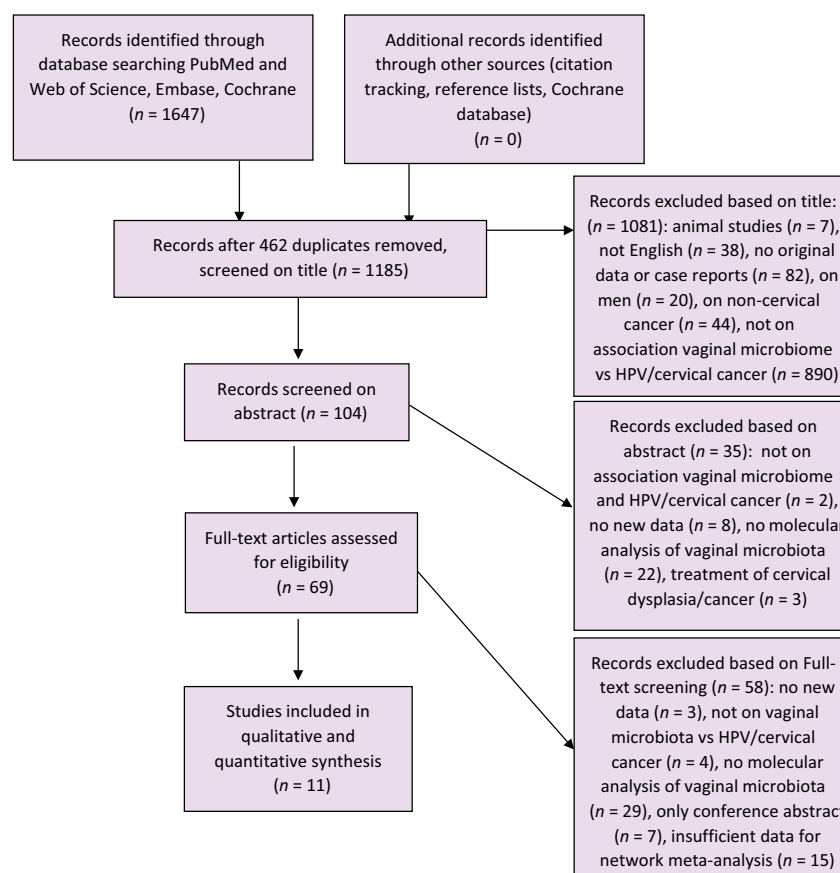 Records identified through
database searching PubMed and
Web of Science, Embase, Cochrane
(n = 1647)
Additional records identified
through other sources (citation
tracking, reference lists, Cochrane
database)
(n = 0)
Records after 462 duplicates removed,
screened on title (n = 1185)
Records excluded based on title:
(n = 1081): animal studies (n = 7),
not English (n = 38), no original
data or case reports (n = 82), on
men (n = 20), on non-cervical
cancer (n = 44), not on
association vaginal microbiome
vs HPV/cervical cancer (n = 890)
Records screened on
abstract (n = 104)
Records excluded based on
abstract (n = 35): not on
association vaginal microbiome
and HPV/cervical cancer (n = 2),
no new data (n = 8), no molecular
analysis of vaginal microbiota
(n = 22), treatment of cervical
dysplasia/cancer (n = 3)
Full-text articles assessed
for eligibility
(n = 69)
Records excluded based on Full-
text screening (n = 58): no new
data (n = 3), not on vaginal
microbiota vs HPV/cervical
cancer (n = 4), no molecular
analysis of vaginal microbiota
(n = 29), only conference abstract
(n = 7), insufficient data for
network meta-analysis (n = 15)
Studies included in
qualitative and
quantitative synthesis
(n = 11)